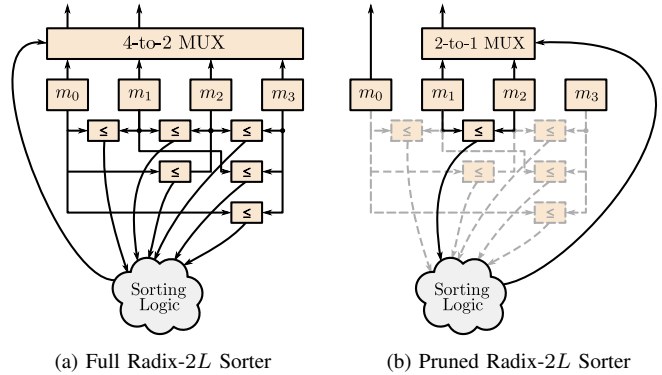 4-to-2 MUX
2-to-1 MUX
m₀ m₁ m₂ m₃
m₀ m₁ m₂ m₃
≤ ≤ ≤
≤ ≤ ≤
≤ ≤
≤ ≤
≤
≤
Sorting
Logic
Sorting
Logic
(a) Full Radix-2L Sorter
(b) Pruned Radix-2L Sorter